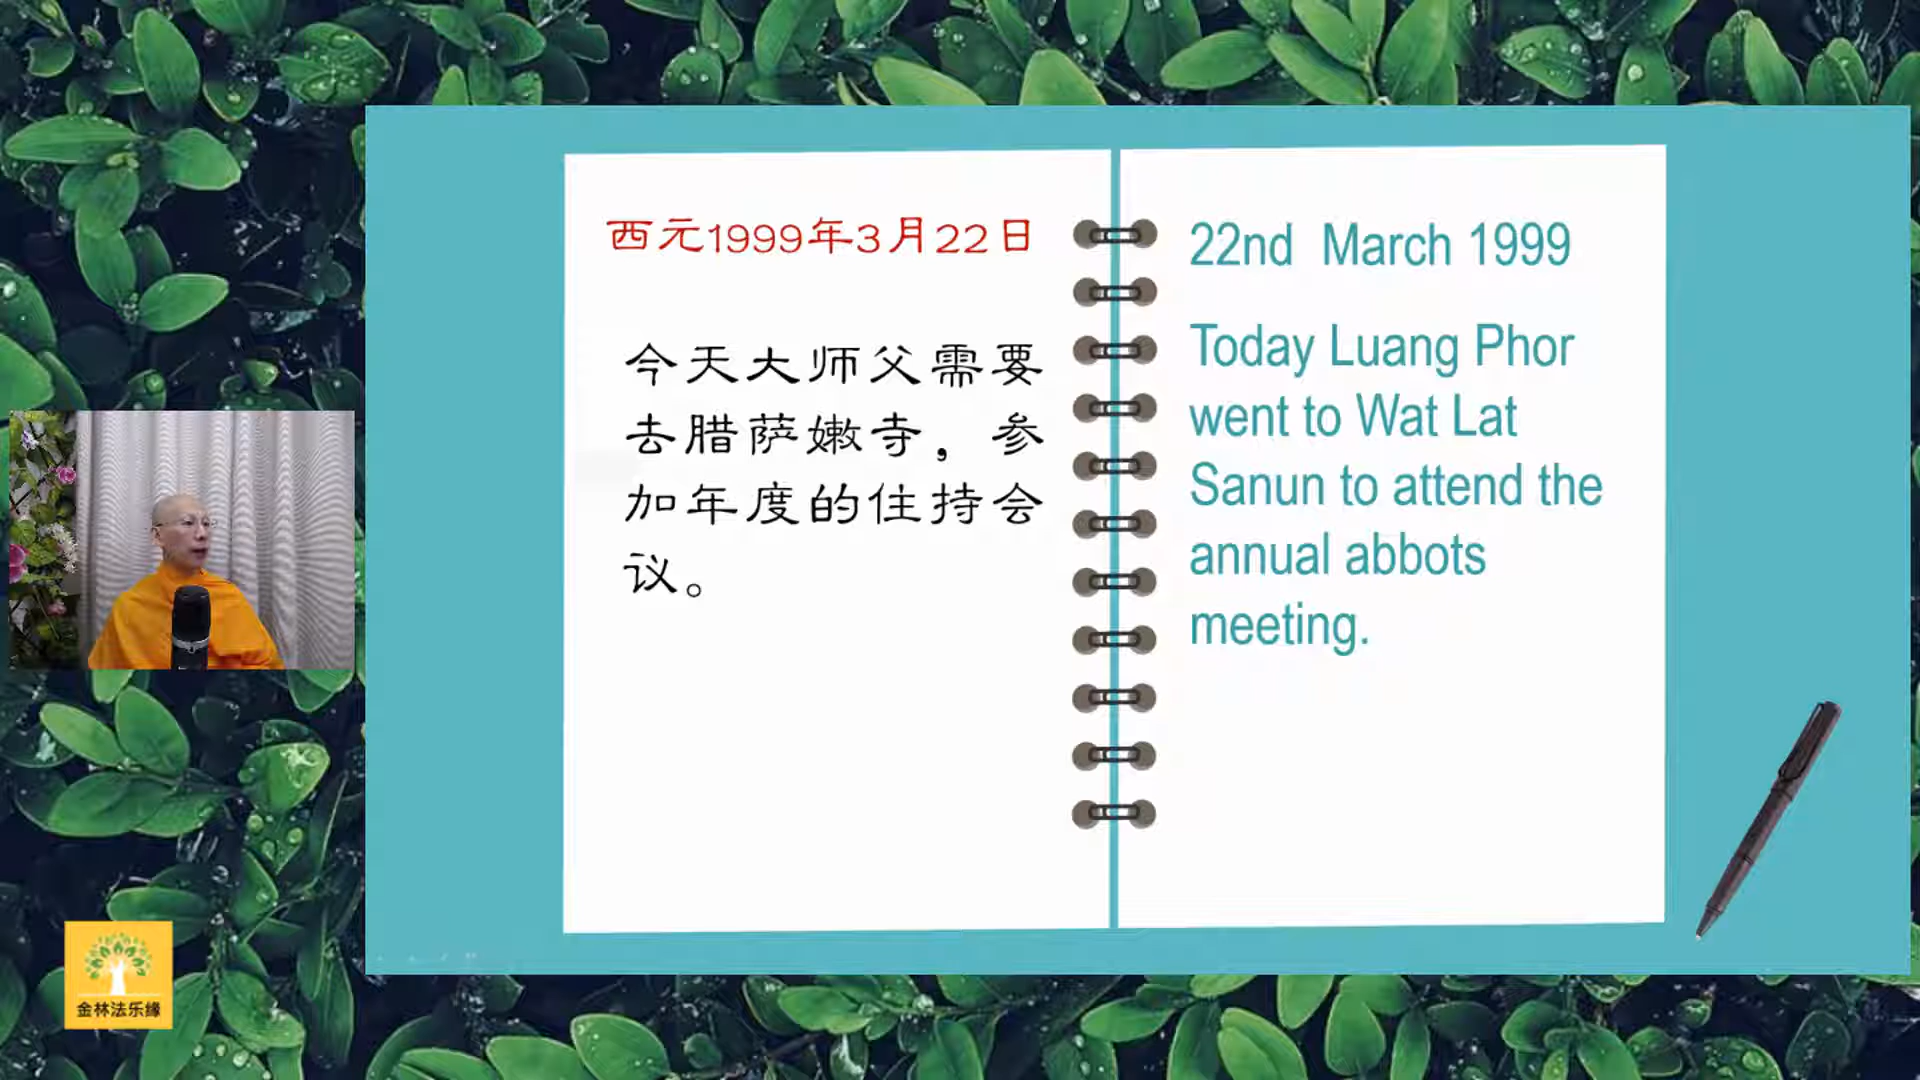 西元1999年3月22日
今天大师父需要
去腊萨嫩寺，参
加年度的住持会
议。
22nd March 1999
Today Luang Phor
went to Wat Lat
Sanun to attend the
annual abbots
meeting.
金林法乐缘